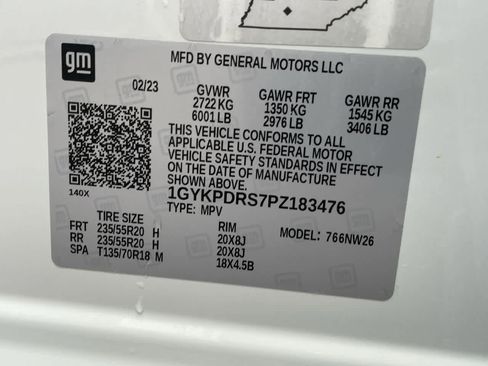 gm
MFD BY GENERAL MOTORS LLC
02/23
GVWR GAWR FRT GAWR RR
2722 KG 1350 KG 1545 KG
6001 LB 2976 LB 3406 LB
THIS VEHICLE CONFORMS TO ALL
APPLICABLE U.S. FEDERAL MOTOR
VEHICLE SAFETY STANDARDS IN EFFECT
ON THE DATE OF MANUFACTURE
SHOWN ABOVE.
140X
1GYKPDRS7PZ183476
TYPE: MPV
TIRE SIZE RIM MODEL: 766NW26
FRT 235/55R20 H 20X8J
RR 235/55R20 H 20X8J
SPA T135/70R18 M 18X4.5B